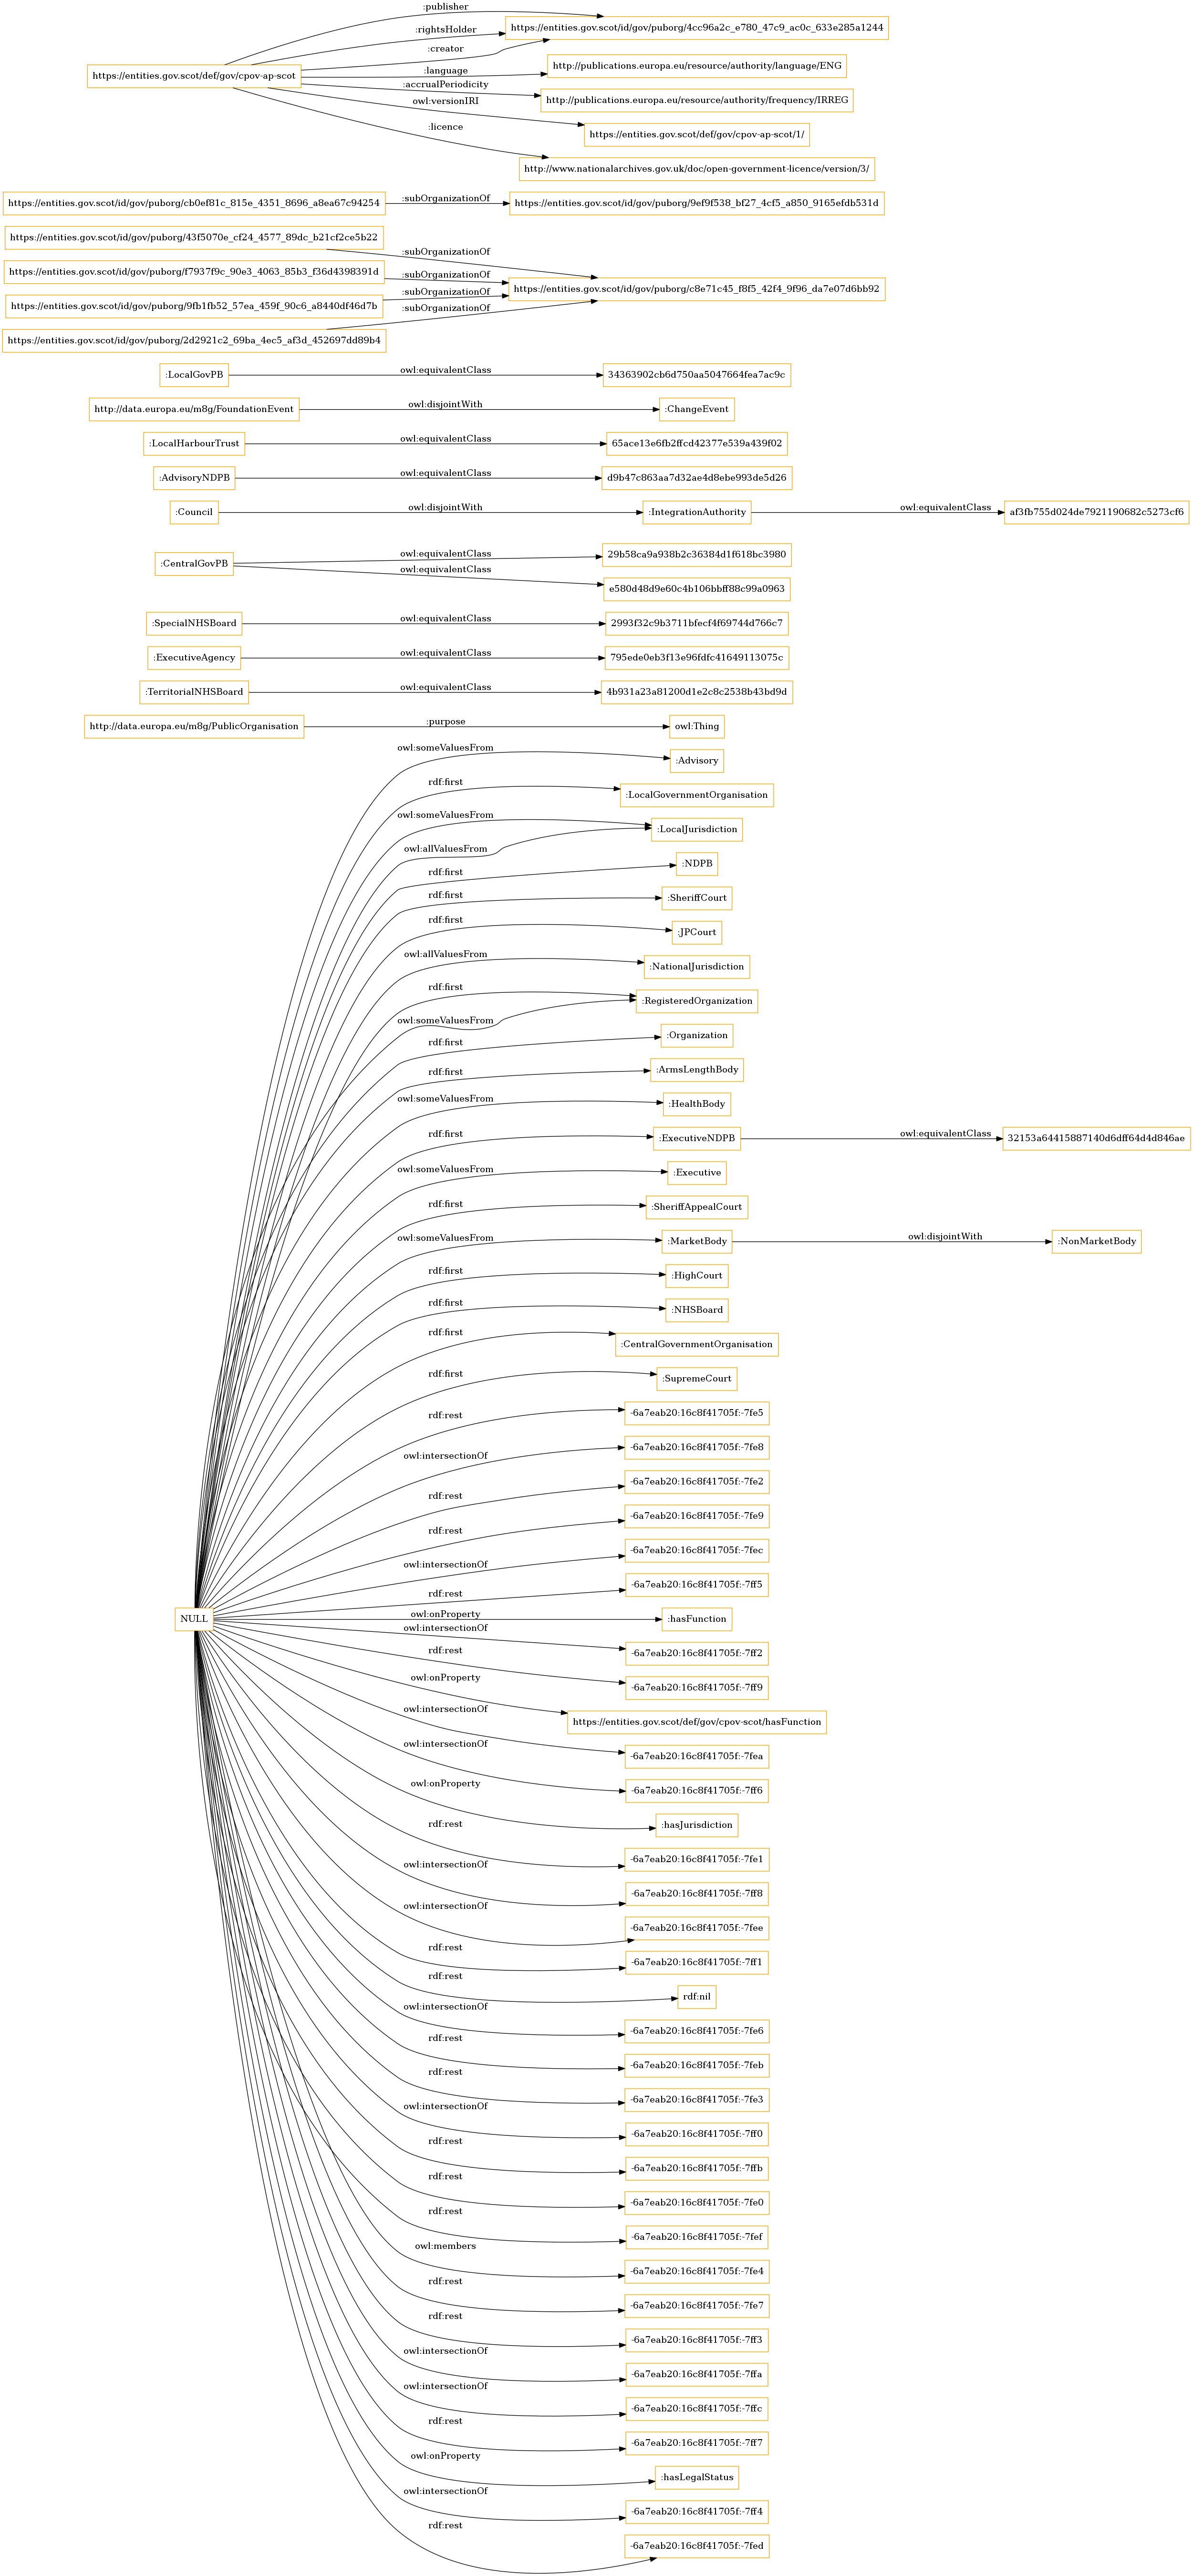 :publisher
https://entities.gov.scot/id/gov/puborg/4cc96a2c_e780_47c9_ac0c_633e285a1244
:rightsHolder
:creator
https://entities.gov.scot/def/gov/cpov-ap-scot
:language
http://publications.europa.eu/resource/authority/language/ENG
:accrualPeriodicity
http://publications.europa.eu/resource/authority/frequency/IRREG
owl:versionIRI
https://entities.gov.scot/def/gov/cpov-ap-scot/1/
:licence
http://www.nationalarchives.gov.uk/doc/open-government-licence/version/3/
https://entities.gov.scot/id/gov/puborg/cb0ef81c_815e_4351_8696_a8ea67c94254 :subOrganizationOf https://entities.gov.scot/id/gov/puborg/9ef9f538_bf27_4cf5_a850_9165efdb531d
https://entities.gov.scot/id/gov/puborg/43f5070e_cf24_4577_89dc_b21cf2ce5b22
:subOrganizationOf
https://entities.gov.scot/id/gov/puborg/f7937f9c_90e3_4063_85b3_f36d4398391d :subOrganizationOf
https://entities.gov.scot/id/gov/puborg/c8e71c45_f8f5_42f4_9f96_da7e07d6bb92
https://entities.gov.scot/id/gov/puborg/9fb1fb52_57ea_459f_90c6_a8440df46d7b :subOrganizationOf
:subOrganizationOf
https://entities.gov.scot/id/gov/puborg/2d2921c2_69ba_4ec5_af3d_452697dd89b4
:LocalGovPB owl:equivalentClass 34363902cb6d750aa5047664fea7ac9c
http://data.europa.eu/m8g/FoundationEvent owl:disjointWith :ChangeEvent
:LocalHarbourTrust owl:equivalentClass 65ace13e6fb2ffcd42377e539a439f02
:AdvisoryNDPB owl:equivalentClass d9b47c863aa7d32ae4d8ebe993de5d26
:Council owl:disjointWith :IntegrationAuthority owl:equivalentClass af3fb755d024de7921190682c5273cf6
:CentralGovPB owl:equivalentClass 29b58ca9a938b2c36384d1f618bc3980
owl:equivalentClass e580d48d9e60c4b106bbff88c99a0963
:SpecialNHSBoard owl:equivalentClass 2993f32c9b3711bfecf4f69744d766c7
:ExecutiveAgency owl:equivalentClass 795ede0eb3f13e96fdfc41649113075c
:TerritorialNHSBoard owl:equivalentClass 4b931a23a81200d1e2c8c2538b43bd9d
http://data.europa.eu/m8g/PublicOrganisation :purpose owl:Thing
owl:someValuesFrom :Advisory
rdf:first :LocalGovernmentOrganisation
owl:someValuesFrom :LocalJurisdiction
owl:allValuesFrom
rdf:first :NDPB
rdf:first :SheriffCourt
rdf:first :JPCourt
owl:allValuesFrom :NationalJurisdiction
rdf:first :RegisteredOrganization
owl:someValuesFrom
rdf:first :Organization
rdf:first :ArmsLengthBody
owl:someValuesFrom :HealthBody
rdf:first :ExecutiveNDPB owl:equivalentClass 32153a64415887140d6dff64d4d846ae
owl:someValuesFrom :Executive
rdf:first :SheriffAppealCourt
owl:someValuesFrom :MarketBody owl:disjointWith :NonMarketBody
rdf:first :HighCourt
rdf:first :NHSBoard
rdf:first :CentralGovernmentOrganisation
rdf:first :SupremeCourt
rdf:rest -6a7eab20:16c8f41705f:-7fe5
owl:intersectionOf -6a7eab20:16c8f41705f:-7fe8
rdf:rest -6a7eab20:16c8f41705f:-7fe2
rdf:rest -6a7eab20:16c8f41705f:-7fe9
owl:intersectionOf -6a7eab20:16c8f41705f:-7fec
rdf:rest -6a7eab20:16c8f41705f:-7ff5
NULL owl:onProperty :hasFunction
owl:intersectionOf -6a7eab20:16c8f41705f:-7ff2
rdf:rest -6a7eab20:16c8f41705f:-7ff9
owl:onProperty https://entities.gov.scot/def/gov/cpov-scot/hasFunction
owl:intersectionOf -6a7eab20:16c8f41705f:-7fea
owl:intersectionOf -6a7eab20:16c8f41705f:-7ff6
owl:onProperty :hasJurisdiction
rdf:rest -6a7eab20:16c8f41705f:-7fe1
owl:intersectionOf -6a7eab20:16c8f41705f:-7ff8
owl:intersectionOf -6a7eab20:16c8f41705f:-7fee
rdf:rest -6a7eab20:16c8f41705f:-7ff1
rdf:rest rdf:nil
owl:intersectionOf -6a7eab20:16c8f41705f:-7fe6
rdf:rest -6a7eab20:16c8f41705f:-7feb
rdf:rest -6a7eab20:16c8f41705f:-7fe3
owl:intersectionOf -6a7eab20:16c8f41705f:-7ff0
rdf:rest -6a7eab20:16c8f41705f:-7ffb
rdf:rest -6a7eab20:16c8f41705f:-7fe0
rdf:rest -6a7eab20:16c8f41705f:-7fef
owl:members -6a7eab20:16c8f41705f:-7fe4
rdf:rest -6a7eab20:16c8f41705f:-7fe7
rdf:rest -6a7eab20:16c8f41705f:-7ff3
owl:intersectionOf -6a7eab20:16c8f41705f:-7ffa
owl:intersectionOf -6a7eab20:16c8f41705f:-7ffc
rdf:rest -6a7eab20:16c8f41705f:-7ff7
owl:onProperty :hasLegalStatus
owl:intersectionOf -6a7eab20:16c8f41705f:-7ff4
rdf:rest -6a7eab20:16c8f41705f:-7fed